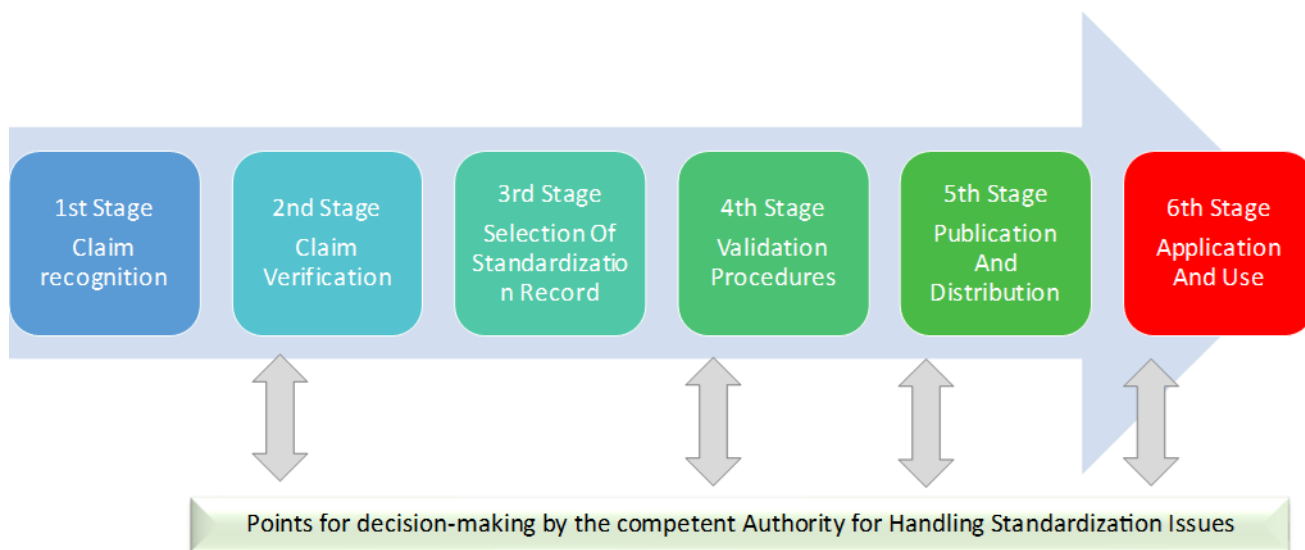 1st Stage
Claim
recognition
2nd Stage
Claim
Verification
3rd Stage
Selection Of
Standardizatio
n Record
4th Stage
Validation
Procedures
5th Stage
Publication
And
Distribution
6th Stage
Application
And Use
Points for decision-making by the competent Authority for Handling Standardization Issues